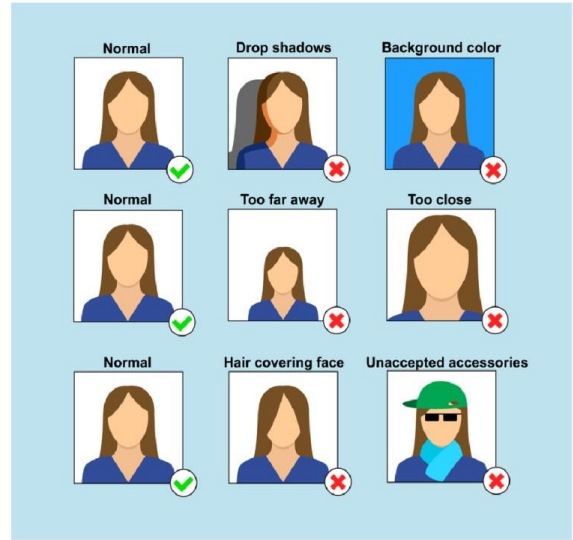 Normal
Drop shadows
Background color
Normal
Too far away
Too close
Normal
Hair covering face
Unaccepted accessories